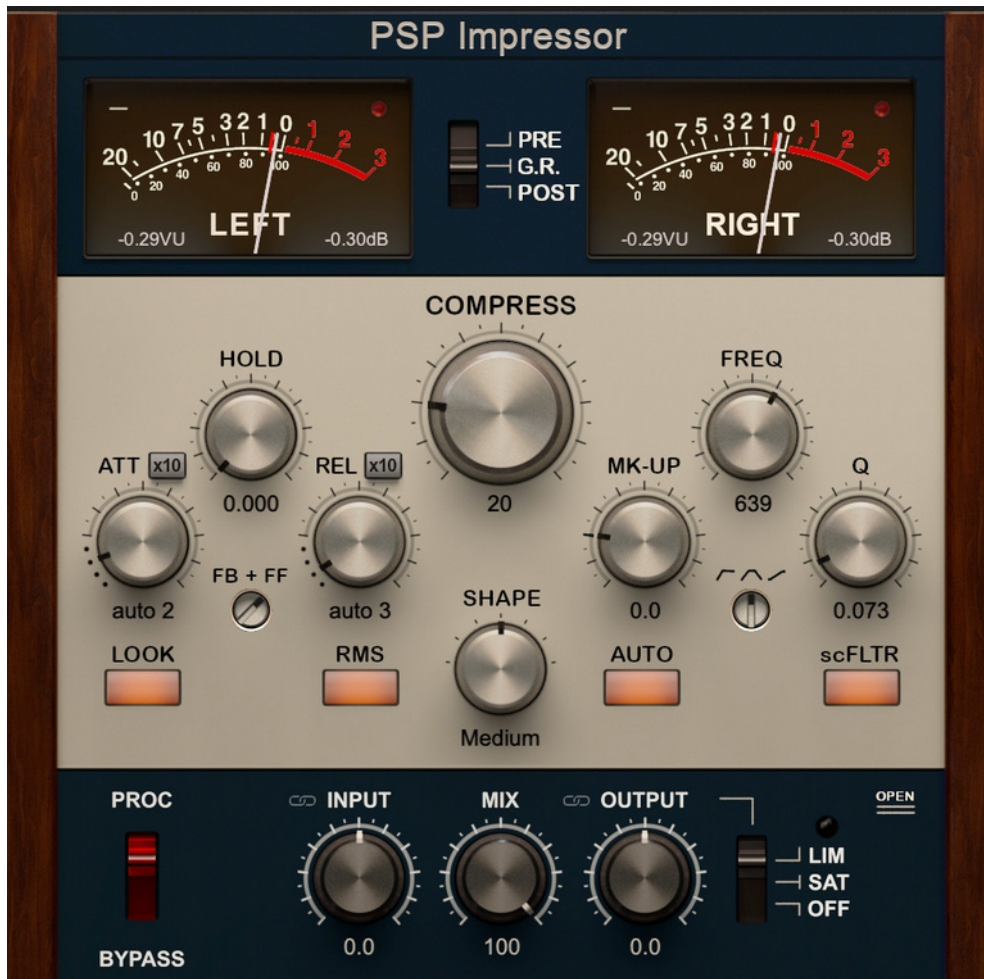 PSP Impressor
20 10 7 5 3 2 1 0 1 2 3
0 20 40 60 80 100
LEFT
-0.29VU -0.30dB
PRE
G.R.
POST
20 10 7 5 3 2 1 0 1 2 3
0 20 40 60 80 100
RIGHT
-0.29VU -0.30dB
COMPRESS
20
HOLD
0.000
FREQ
639
ATT x10
auto 2
REL x10
auto 3
MK-UP
0.0
Q
0.073
FB + FF
SHAPE
Medium
LOOK
RMS
AUTO
scFLTR
PROC
BYPASS
INPUT
0.0
MIX
100
OUTPUT
0.0
LIM
SAT
OFF
OPEN